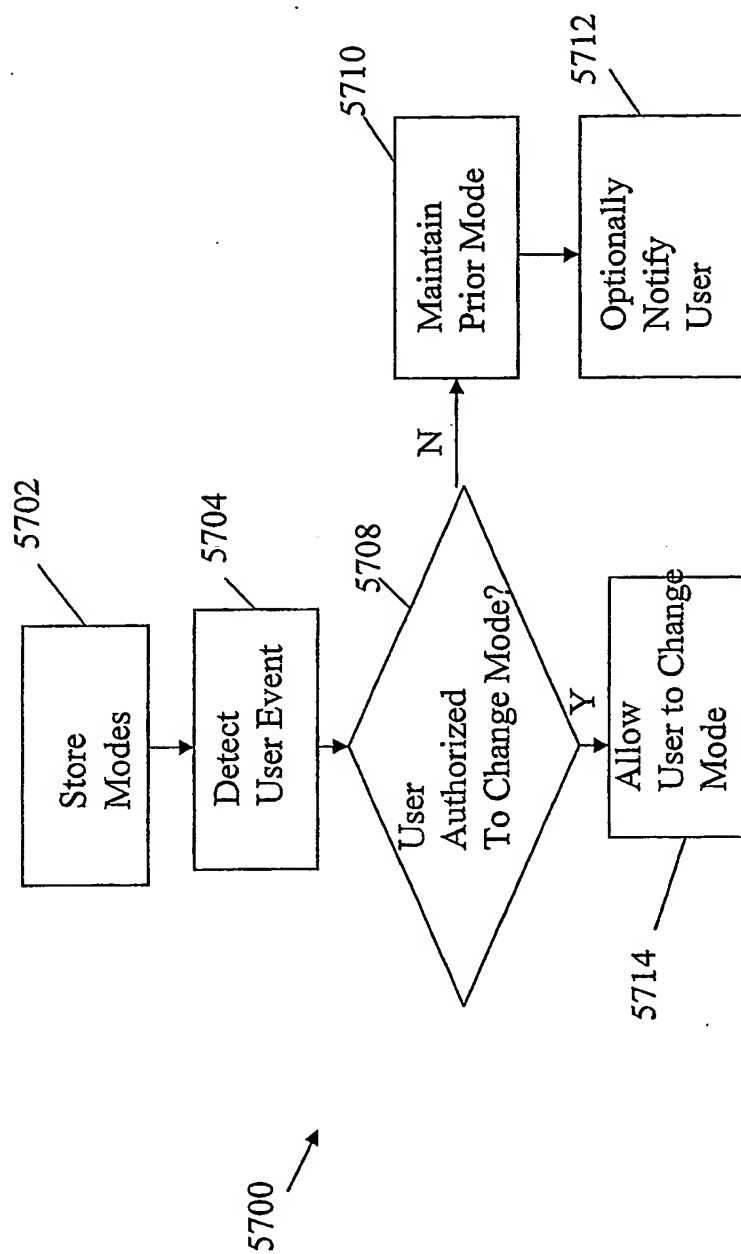 5700
Store
Modes
5702
Detect
User Event
5704
User
Authorized
To Change Mode?
5708
N
Maintain
Prior Mode
5710
Optionally
Notify
User
5712
Y
Allow
User to Change
Mode
5714